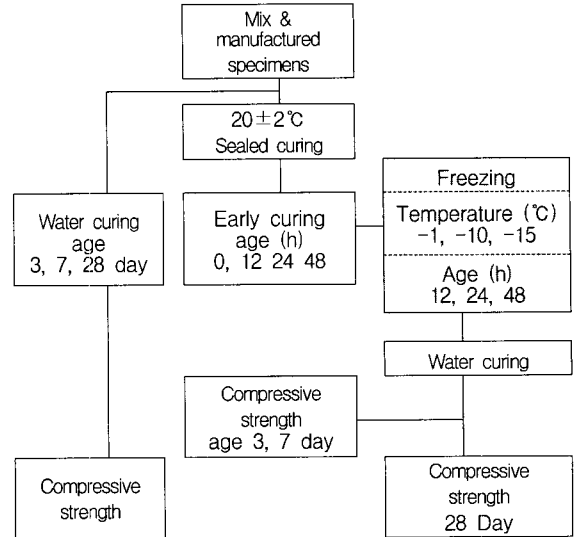 Mix &
manufactured
specimens
20±2℃
Sealed curing
Water curing
age
3, 7, 28 day
Early curing
age (h)
0, 12 24 48
Freezing
Temperature (℃)
-1, -10, -15
Age (h)
12, 24, 48
Water curing
Compressive
strength
age 3, 7 day
Compressive
strength
Compressive
strength
28 Day